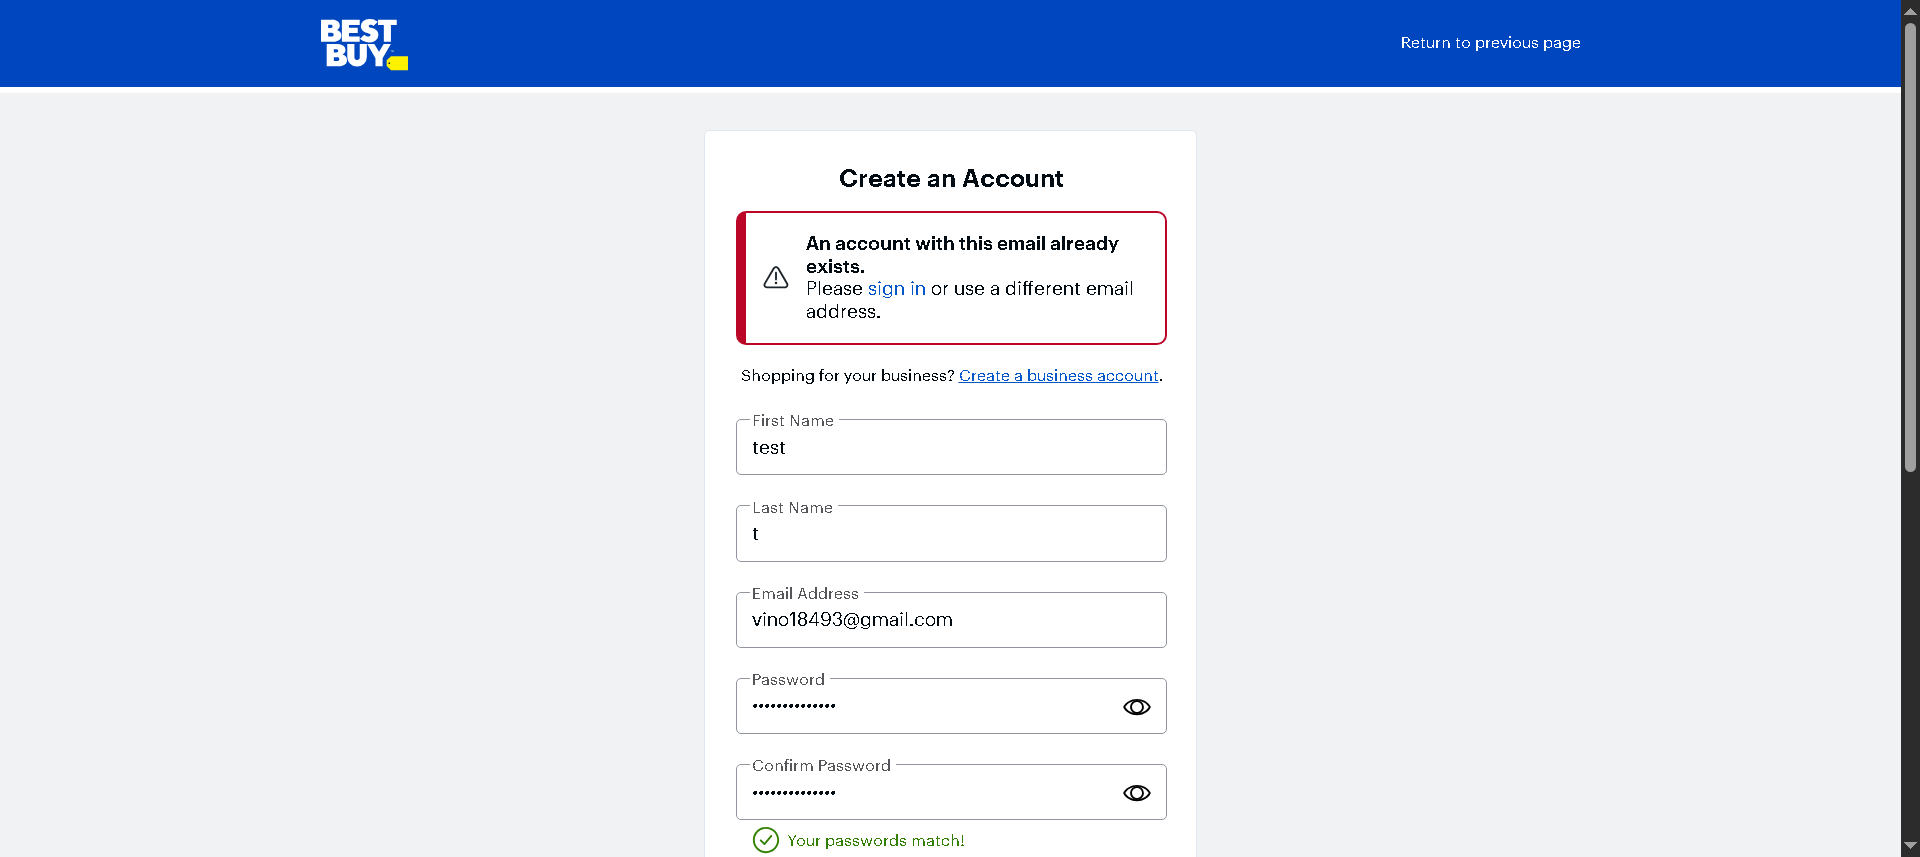 BEST
BUY
Return to previous page
Create an Account
An account with this email already
exists.
Please sign in or use a different email
address.
Shopping for your business? Create a business account.
First Name
test
Last Name
t
Email Address
vino18493@gmail.com
Password
••••••••••••••
Confirm Password
••••••••••••••
Your passwords match!